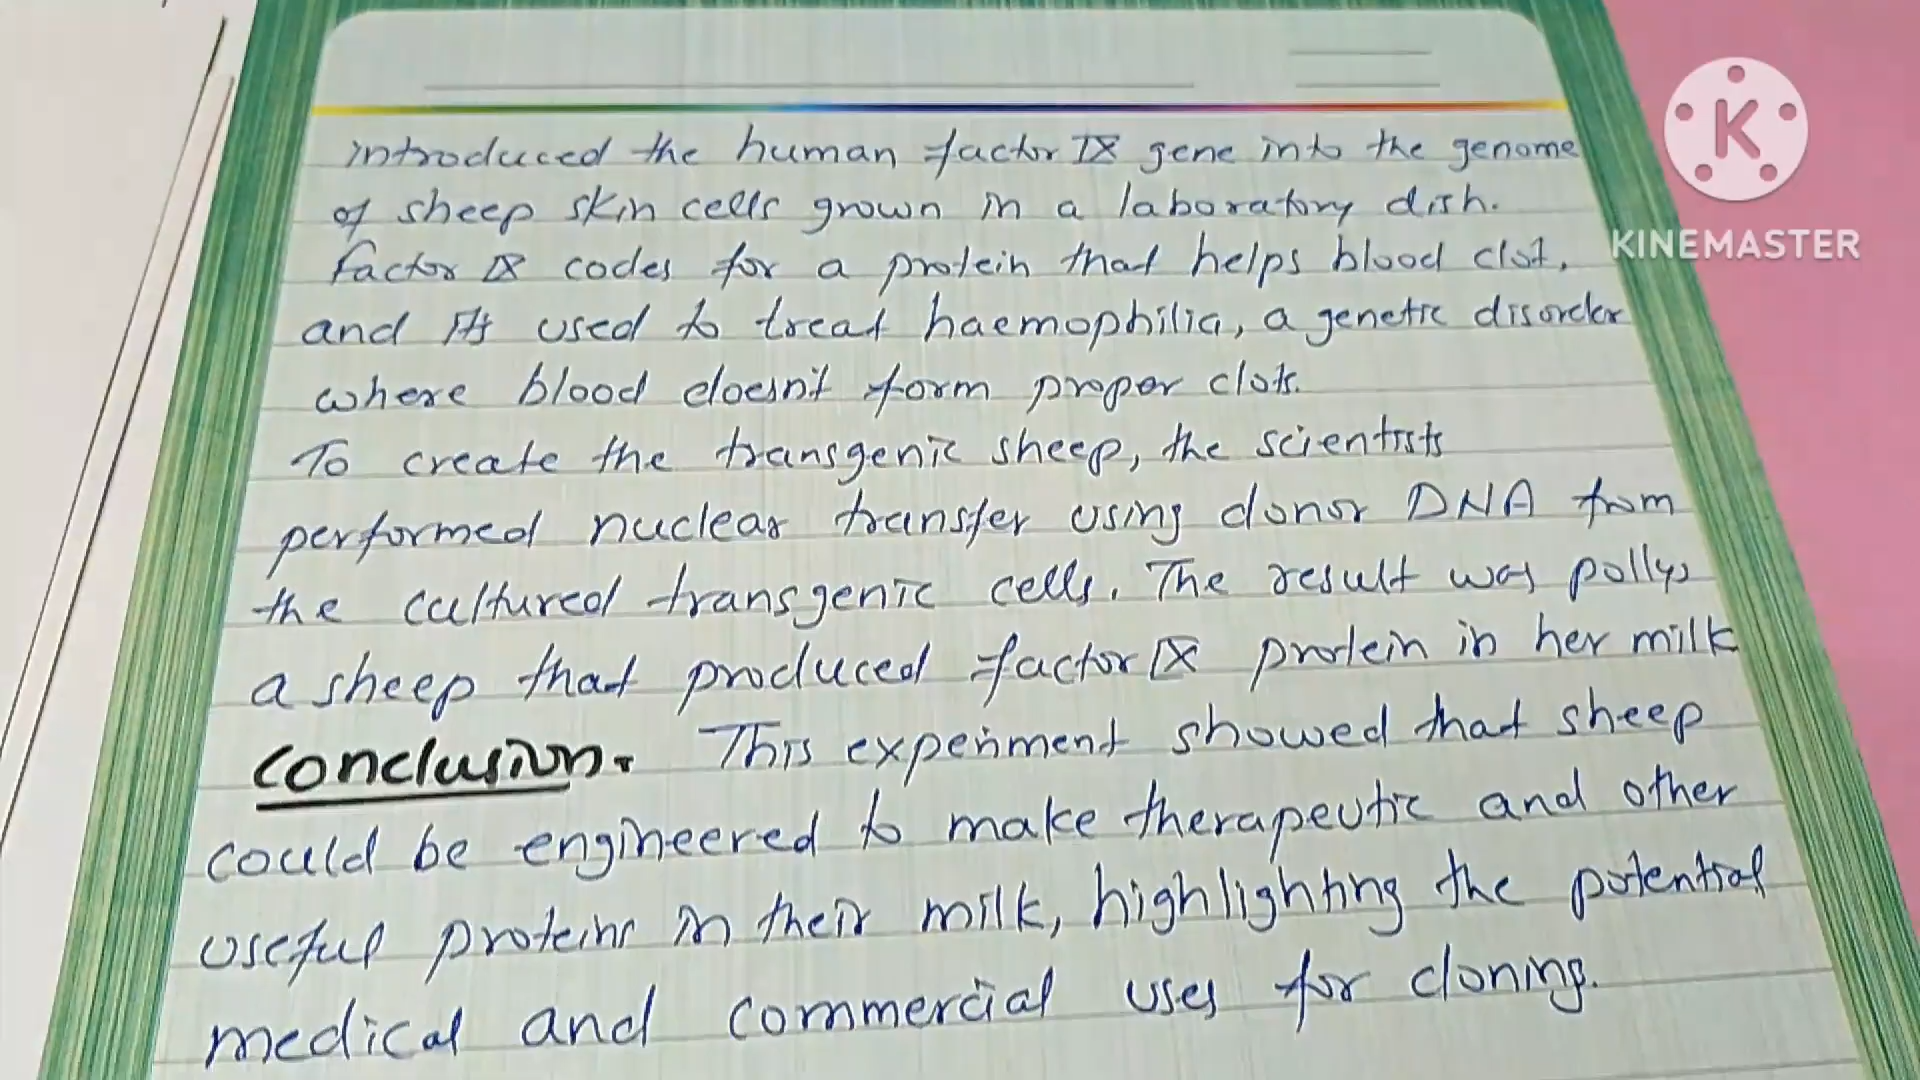 introduced the human factor IX gene into the genome
of sheep skin cells grown in a laboratory dish.
Factor IX codes for a protein that helps blood clot,
and its used to treat haemophilia, a genetic disorder
where blood doesn't form proper clots.
To create the transgenic sheep, the scientists
performed nuclear transfer using donor DNA from
the cultured transgenic cells. The result was polly,
a sheep that produced factor IX protein in her milk
Conclusion. This experiment showed that sheep
could be engineered to make therapeutic and other
useful proteins in their milk, highlighting the potential
medical and commercial uses for cloning.
K
KINEMASTER